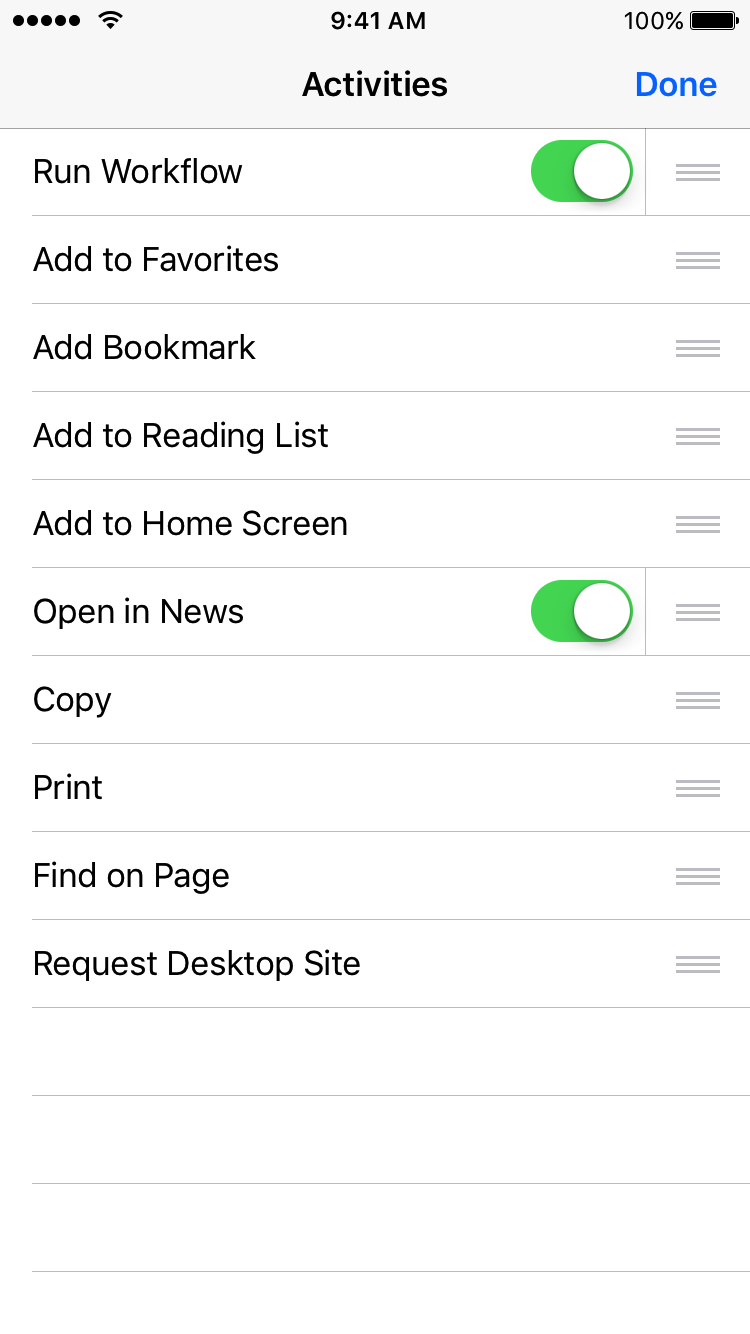 9:41 AM 100%
Activities Done
Run Workflow
Add to Favorites
Add Bookmark
Add to Reading List
Add to Home Screen
Open in News
Copy
Print
Find on Page
Request Desktop Site